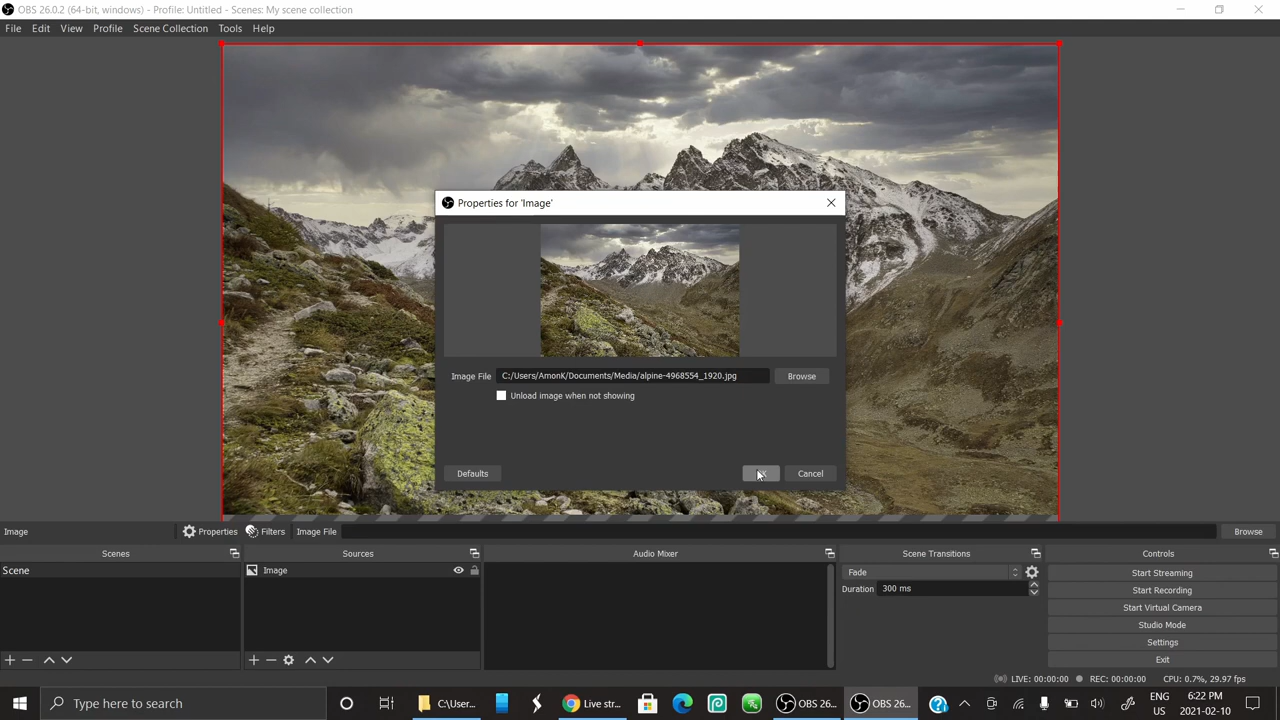 OBS 26.0.2 (64-bit, windows) - Profile: Untitled - Scenes: My scene collection
File Edit View Profile Scene Collection Tools Help
Properties for 'Image'
Image File C:/Users/AmonK/Documents/Media/alpine-4968554_1920.jpg Browse
Unload image when not showing
Defaults Cancel
Image Properties Filters Image File Browse
Scenes Sources Audio Mixer Scene Transitions Controls
Scene Image Fade Start Streaming
Duration 300 ms Start Recording
Start Virtual Camera
Studio Mode
Settings
Exit
LIVE: 00:00:00 REC: 00:00:00 CPU: 0.7%, 29.97 fps
Type here to search C:\User... Live str... OBS 26... OBS 26... ENG 6:22 PM
US 2021-02-10